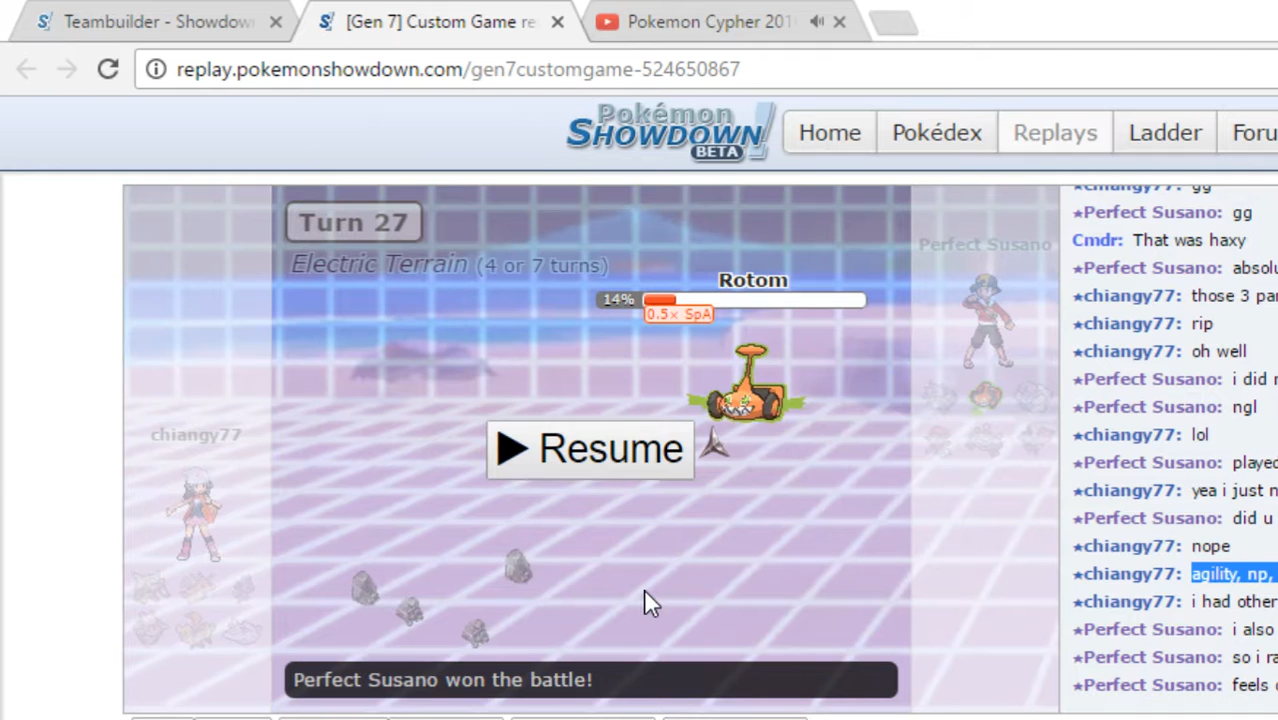 Teambuilder - Showdown
[Gen 7] Custom Game re
Pokemon Cypher 201
replay.pokemonshowdown.com/gen7customgame-524650867
Pokémon
SHOWDOWN!
BETA
Home
Pokédex
Replays
Ladder
Foru
Turn 27
Electric Terrain (4 or 7 turns)
Rotom
14%
0.5× SpA
Perfect Susano
chiangy77
Resume
Perfect Susano won the battle!
★chiangy77: gg
★Perfect Susano: gg
Cmdr: That was haxy
★Perfect Susano: absolu
★chiangy77: those 3 par
★chiangy77: rip
★chiangy77: oh well
★Perfect Susano: i did n
★Perfect Susano: ngl
★chiangy77: lol
★Perfect Susano: played
★chiangy77: yea i just n
★Perfect Susano: did u
★chiangy77: nope
★chiangy77: agility, np,
★chiangy77: i had other
★Perfect Susano: i also
★Perfect Susano: so i ra
★Perfect Susano: feels